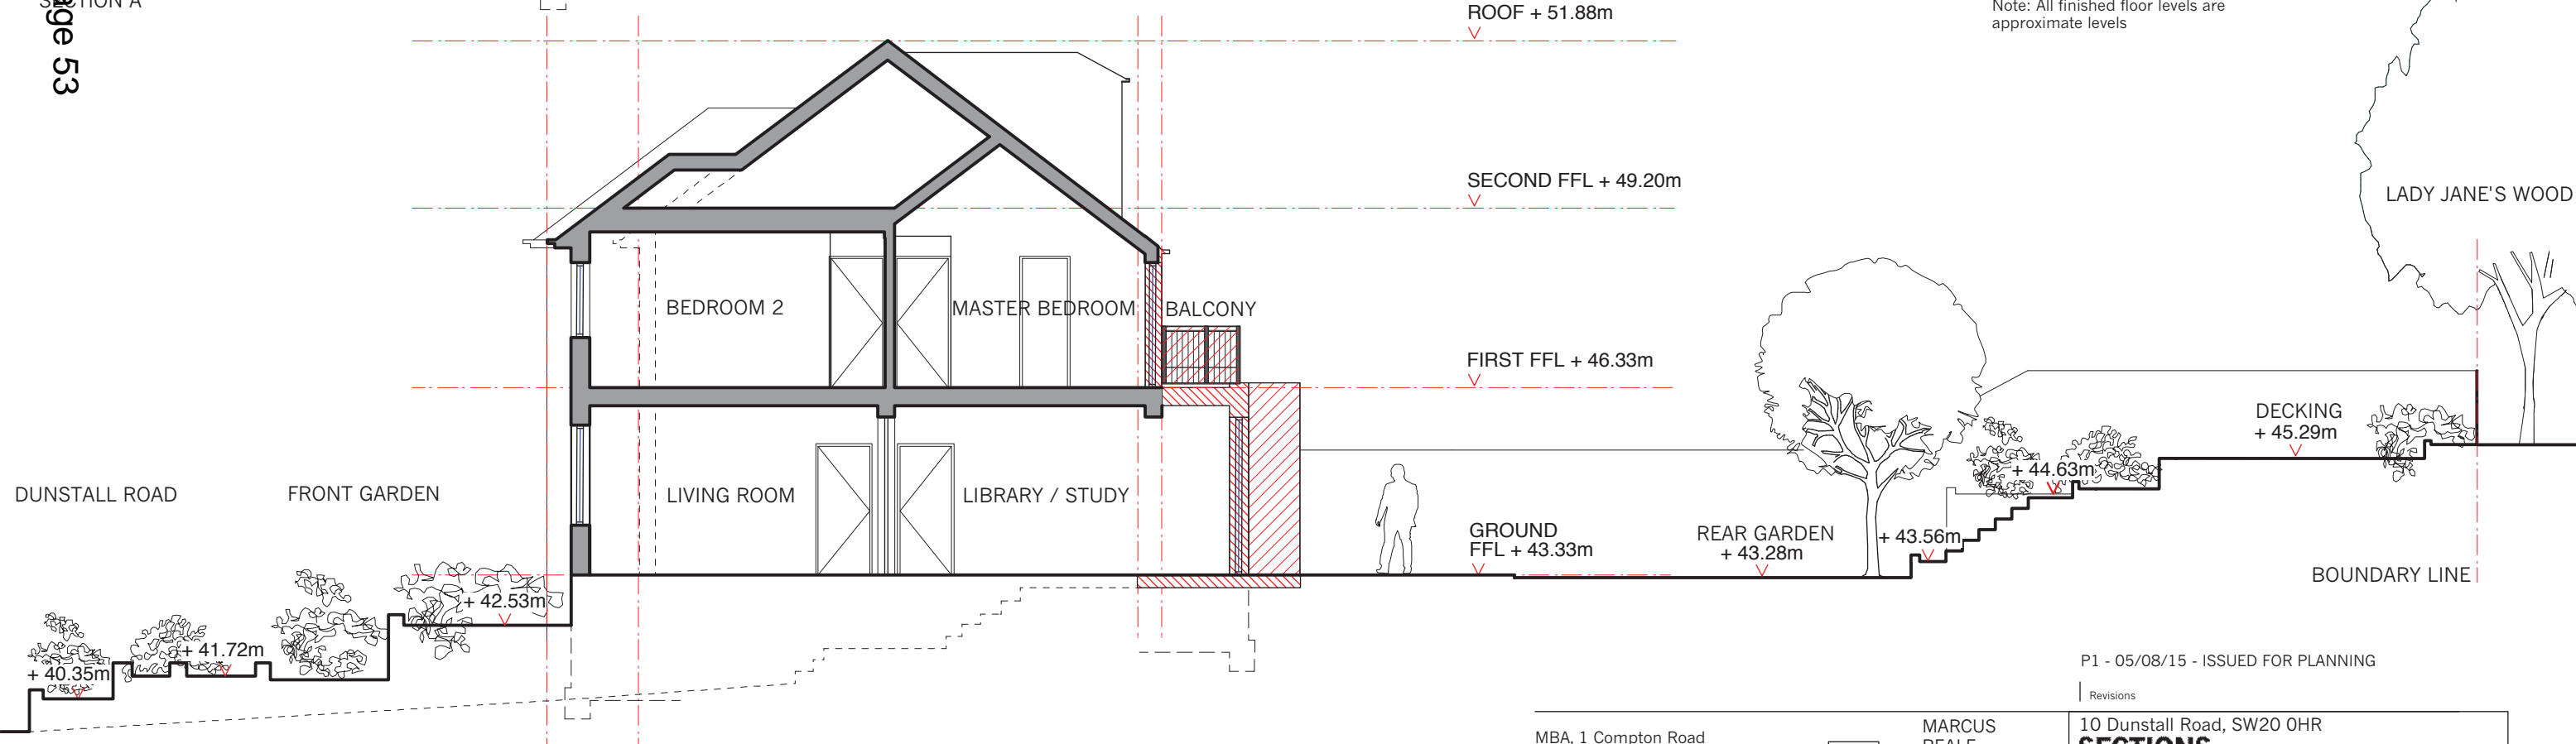 SECTION A
ge 53
ROOF + 51.88m
Note: All finished floor levels are
approximate levels
SECOND FFL + 49.20m
LADY JANE'S WOOD
BEDROOM 2
MASTER BEDROOM
BALCONY
FIRST FFL + 46.33m
DECKING
+ 45.29m
+ 44.63m
DUNSTALL ROAD
FRONT GARDEN
LIVING ROOM
LIBRARY / STUDY
GROUND
FFL + 43.33m
REAR GARDEN
+ 43.28m
+ 43.56m
BOUNDARY LINE
+ 42.53m
+ 41.72m
+ 40.35m
P1 - 05/08/15 - ISSUED FOR PLANNING
Revisions
MBA, 1 Compton Road
MARCUS
BEALE
10 Dunstall Road, SW20 0HR
SECTIONS